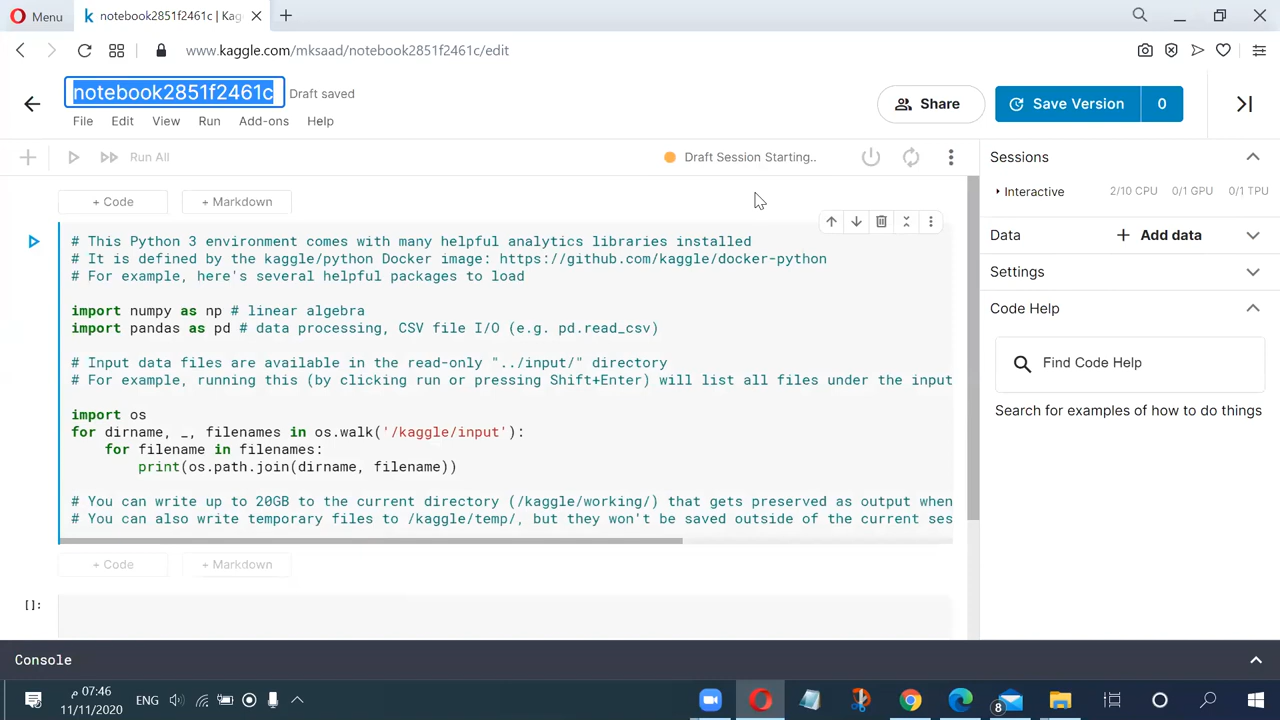 Menu
notebook2851f2461c | Kag
www.kaggle.com/mksaad/notebook2851f2461c/edit
notebook2851f2461c
Draft saved
Share
Save Version
0
File Edit View Run Add-ons Help
Run All
Draft Session Starting..
+ Code
+ Markdown
# This Python 3 environment comes with many helpful analytics libraries installed
# It is defined by the kaggle/python Docker image: https://github.com/kaggle/docker-python
# For example, here's several helpful packages to load
import numpy as np # linear algebra
import pandas as pd # data processing, CSV file I/O (e.g. pd.read_csv)
# Input data files are available in the read-only "../input/" directory
# For example, running this (by clicking run or pressing Shift+Enter) will list all files under the input
import os
for dirname, _, filenames in os.walk('/kaggle/input'):
for filename in filenames:
print(os.path.join(dirname, filename))
# You can write up to 20GB to the current directory (/kaggle/working/) that gets preserved as output when
# You can also write temporary files to /kaggle/temp/, but they won't be saved outside of the current ses
+ Code
+ Markdown
[]:
Sessions
Interactive
2/10 CPU 0/1 GPU 0/1 TPU
Data
+ Add data
Settings
Code Help
Find Code Help
Search for examples of how to do things
Console
07:46 م
11/11/2020
ENG
8